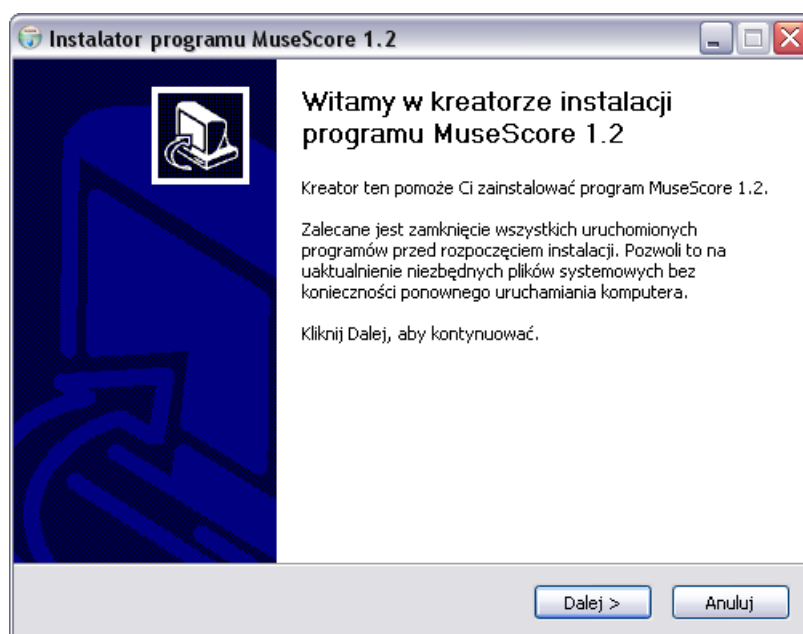 Instalator programu MuseScore 1.2
Witamy w kreatorze instalacji
programu MuseScore 1.2
Kreator ten pomoże Ci zainstalować program MuseScore 1.2.
Zalecane jest zamknięcie wszystkich uruchomionych
programów przed rozpoczęciem instalacji. Pozwoli to na
uaktualnienie niezbędnych plików systemowych bez
konieczności ponownego uruchamiania komputera.
Kliknij Dalej, aby kontynuować.
Dalej >
Anuluj